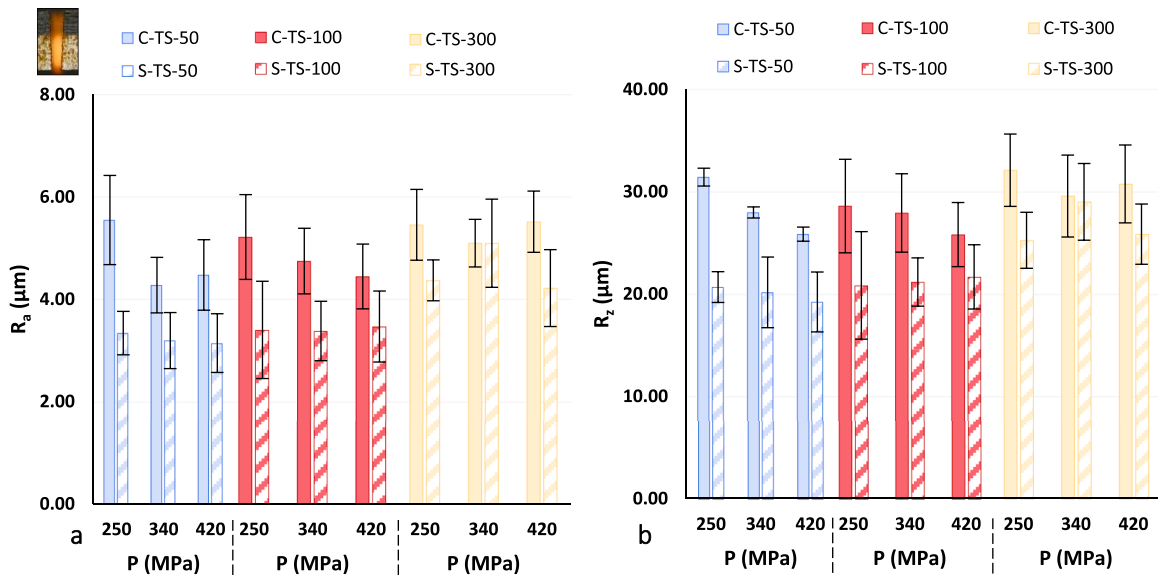 C-TS-50 C-TS-100 C-TS-300
S-TS-50 S-TS-100 S-TS-300
8.00
6.00
4.00
2.00
0.00
Ra (μm)
250 340 420 250 340 420 250 340 420
a
P (MPa) P (MPa) P (MPa)
C-TS-50 C-TS-100 C-TS-300
S-TS-50 S-TS-100 S-TS-300
40.00
30.00
20.00
10.00
0.00
Rz (μm)
250 340 420 250 340 420 250 340 420
b
P (MPa) P (MPa) P (MPa)